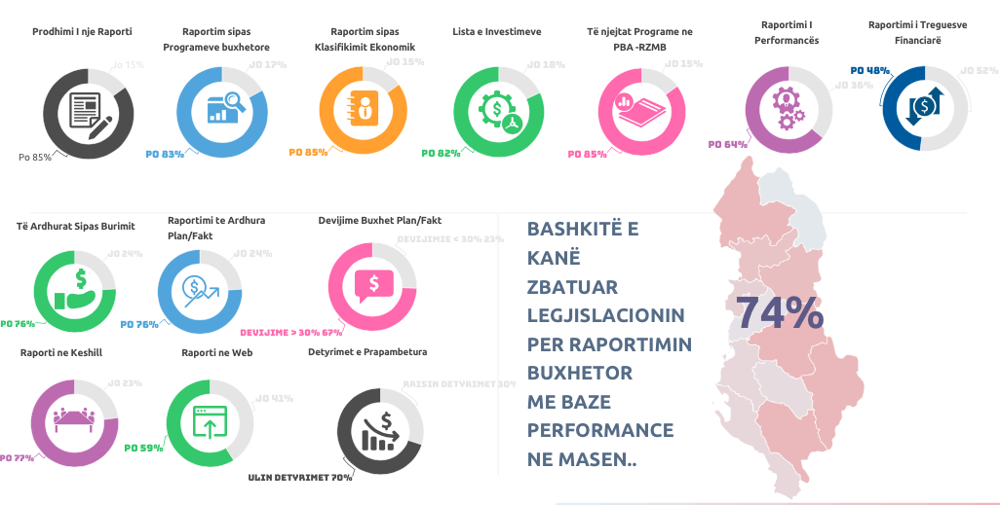 Prodhimi I nje Raporti
Jo 15%
Po 85%
Raportim sipas
Programeve buxhetore
JO 17%
PO 83%
Raportim sipas
Klasifikimit Ekonomik
JO 15%
PO 85%
Lista e Investimeve
JO 18%
PO 82%
Të njejtat Programe ne
PBA -RZMB
JO 15%
PO 85%
Raportimi I
Performancës
JO 36%
PO 64%
Raportimi i Treguesve
Financiarë
PO 48%
JO 52%
Të Ardhurat Sipas Burimit
JO 24%
PO 76%
Raportimi te Ardhura
Plan/Fakt
JO 24%
PO 76%
Devijime Buxhet Plan/Fakt
DEVIJIMIE < 30% 23%
DEVIJIME > 30% 67%
Raporti ne Keshill
JO 23%
PO 77%
Raporti ne Web
JO 41%
PO 59%
Detyrimet e Prapambetura
RRISIN DETYRIMET 30%
ULIN DETYRIMET 70%
BASHKITË E
KANË
ZBATUAR
LEGJISLACIONIN
PER RAPORTIMIN
BUXHETOR
ME BAZE
PERFORMANCE
NE MASEN..
74%